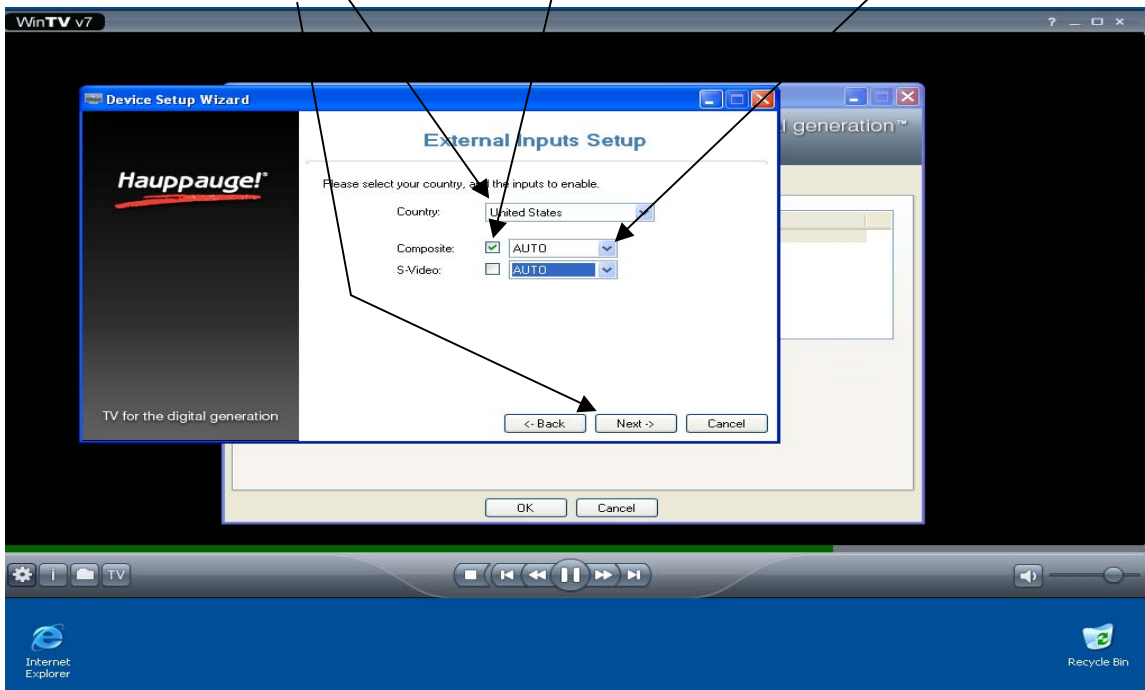 WinTV v7
? _ □ ×
Device Setup Wizard
l generation™
External Inputs Setup
Hauppauge!®
Please select your country, and the inputs to enable.
Country: United States
Composite: AUTO
S-Video: AUTO
TV for the digital generation
<- Back Next -> Cancel
OK Cancel
i TV
Internet
Explorer
Recycle Bin